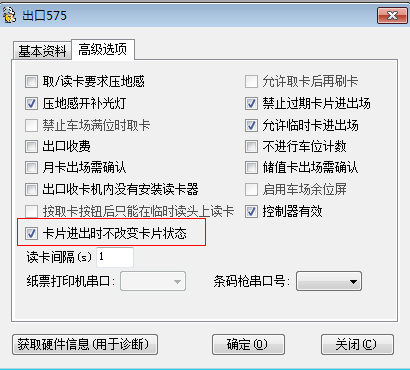 出口575
基本资料 高级选项
取/读卡要求压地感 允许取卡后再刷卡
压地感开补光灯 禁止过期卡片进出场
禁止车场满位时取卡 允许临时卡进出场
出口收费 不进行车位计数
月卡出场需确认 储值卡出场需确认
出口收卡机内没有安装读卡器 启用车场余位屏
按取卡按钮后只能在临时读头上读卡 控制器有效
卡片进出时不改变卡片状态
读卡间隔(s) 1
纸票打印机串口: 条码枪串口号:
获取硬件信息(用于诊断) 确定(O) 关闭(C)